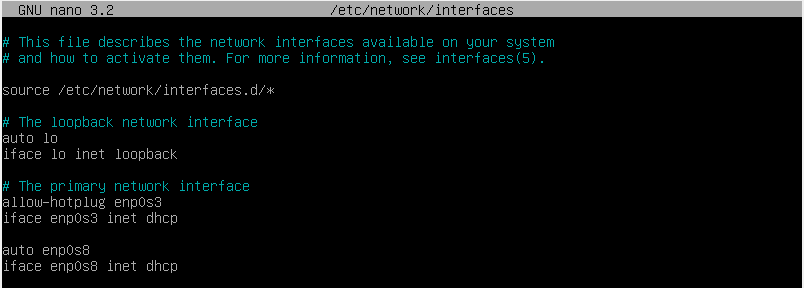 GNU nano 3.2 /etc/network/interfaces
# This file describes the network interfaces available on your system
# and how to activate them. For more information, see interfaces(5).
source /etc/network/interfaces.d/*
# The loopback network interface
auto lo
iface lo inet loopback
# The primary network interface
allow-hotplug enp0s3
iface enp0s3 inet dhcp
auto enp0s8
iface enp0s8 inet dhcp